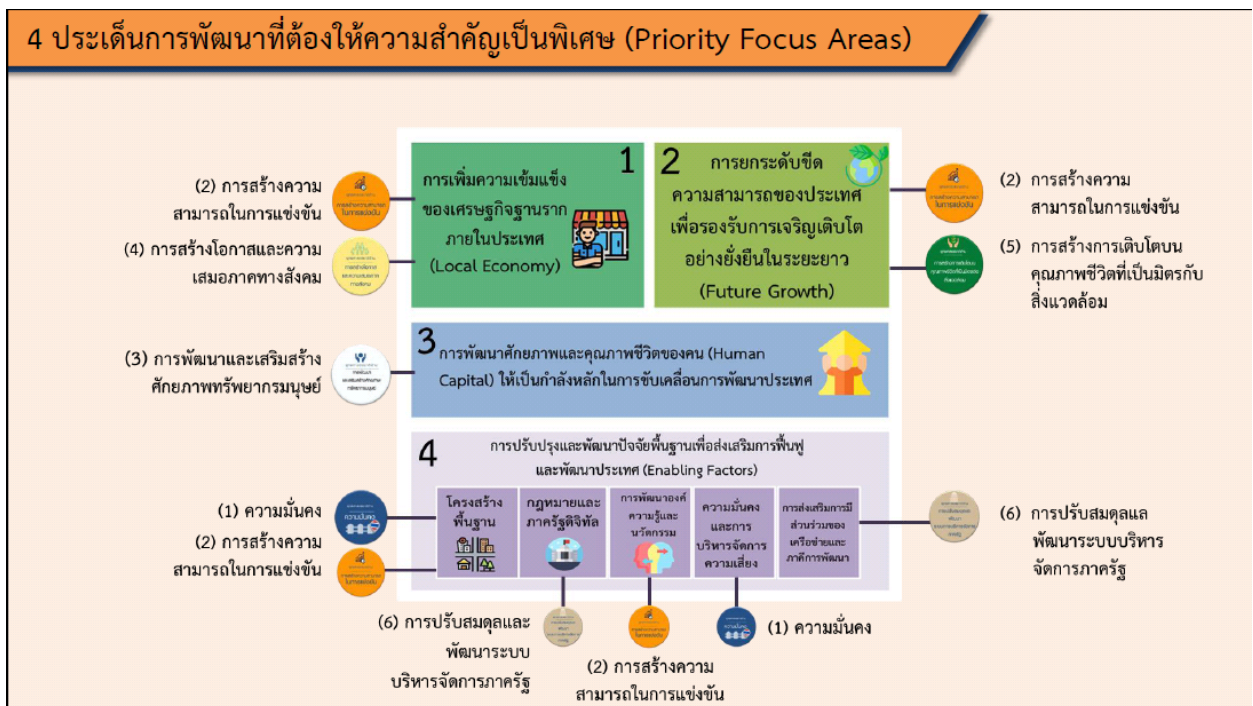 4 ประเด็นการพัฒนาที่ต้องให้ความสำคัญเป็นพิเศษ (Priority Focus Areas)
(2) การสร้างความ
สามารถในการแข่งขัน
(4) การสร้างโอกาสและความ
เสมอภาคทางสังคม
1
การเพิ่มความเข้มแข็ง
ของเศรษฐกิจฐานราก
ภายในประเทศ
(Local Economy)
2
การยกระดับขีด
ความสามารถของประเทศ
เพื่อรองรับการเจริญเติบโต
อย่างยั่งยืนในระยะยาว
(Future Growth)
(2) การสร้างความ
สามารถในการแข่งขัน
(5) การสร้างการเติบโตบน
คุณภาพชีวิตที่เป็นมิตรกับ
สิ่งแวดล้อม
(3) การพัฒนาและเสริมสร้าง
ศักยภาพทรัพยากรมนุษย์
3
การพัฒนาศักยภาพและคุณภาพชีวิตของคน (Human
Capital) ให้เป็นกำลังหลักในการขับเคลื่อนการพัฒนาประเทศ
4
การปรับปรุงและพัฒนาปัจจัยพื้นฐานเพื่อส่งเสริมการฟื้นฟู
และพัฒนาประเทศ (Enabling Factors)
โครงสร้าง
พื้นฐาน
กฎหมายและ
ภาครัฐดิจิทัล
การพัฒนาองค์
ความรู้และ
นวัตกรรม
ความมั่นคง
และการ
บริหารจัดการ
ความเสี่ยง
การส่งเสริมการมี
ส่วนร่วมของ
เครือข่ายและ
ภาคีการพัฒนา
(1) ความมั่นคง
(2) การสร้างความ
สามารถในการแข่งขัน
(6) การปรับสมดุลแล
พัฒนาระบบบริหาร
จัดการภาครัฐ
(6) การปรับสมดุลและ
พัฒนาระบบ
บริหารจัดการภาครัฐ
(2) การสร้างความ
สามารถในการแข่งขัน
(1) ความมั่นคง